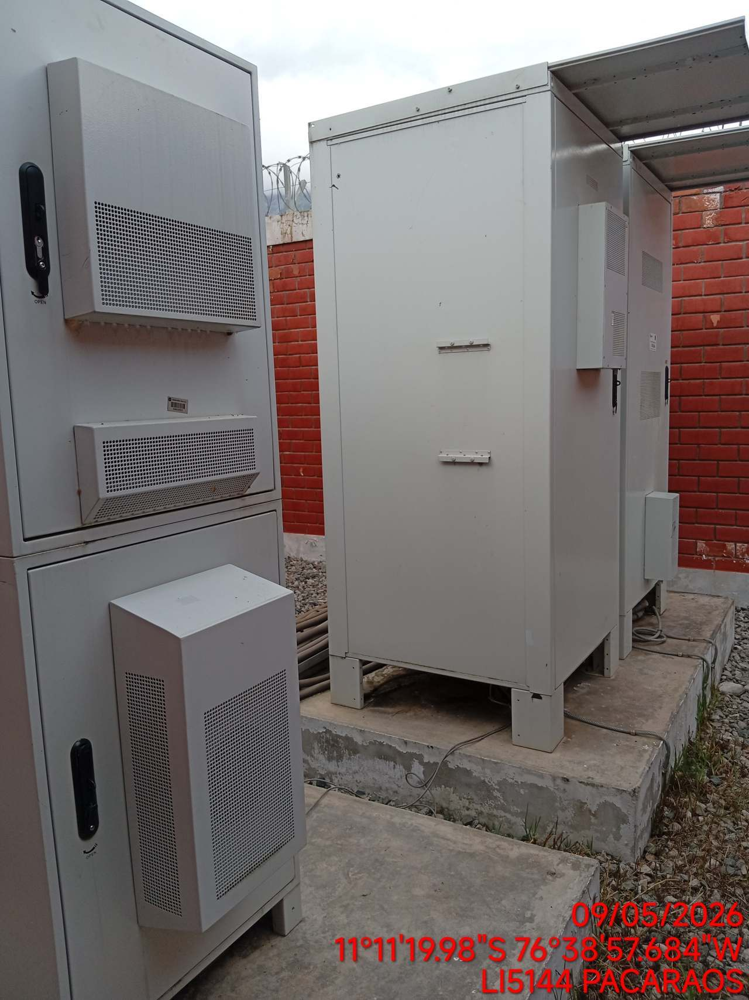 OPEN
OPEN
09/05/2026
11°11'19.98"S 76°38'57.684"W
LI5144 PACARAOS